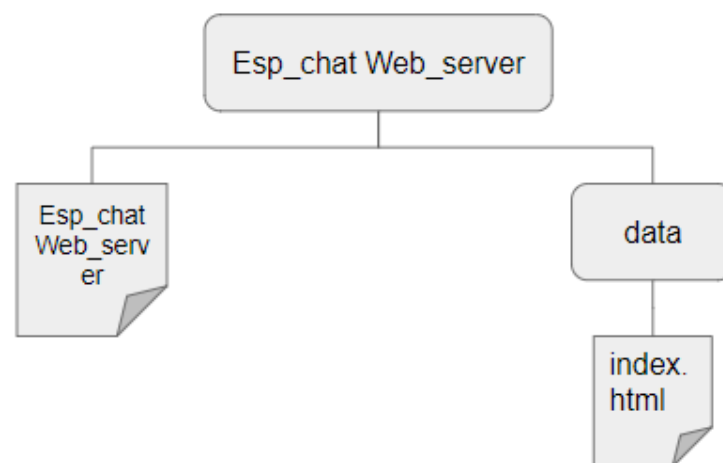 Esp_chat Web_server
Esp_chat
Web_serv
er
data
index.
html